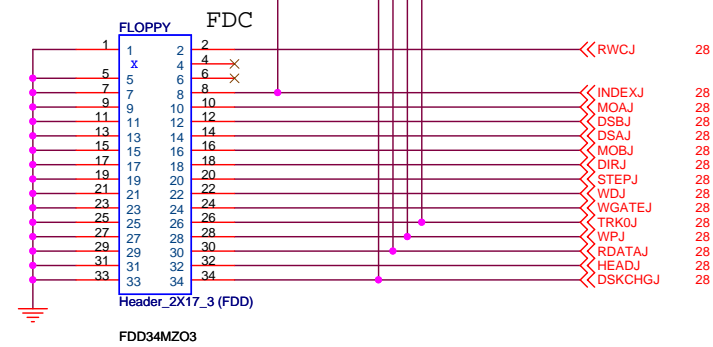 FDC
FLOPPY
1 1 2 2 RWCJ 28
x 4 4
5 5 6 6
7 7 8 8 INDEXJ 28
9 9 10 10 MOAJ 28
11 11 12 12 DSBJ 28
13 13 14 14 DSAJ 28
15 15 16 16 MOBJ 28
17 17 18 18 DIRJ 28
19 19 20 20 STEPJ 28
21 21 22 22 WDJ 28
23 23 24 24 WGATEJ 28
25 25 26 26 TRK0J 28
27 27 28 28 WPJ 28
29 29 30 30 RDATAJ 28
31 31 32 32 HEADJ 28
33 33 34 34 DSKCHGJ 28
Header_2X17_3 (FDD)
FDD34MZO3